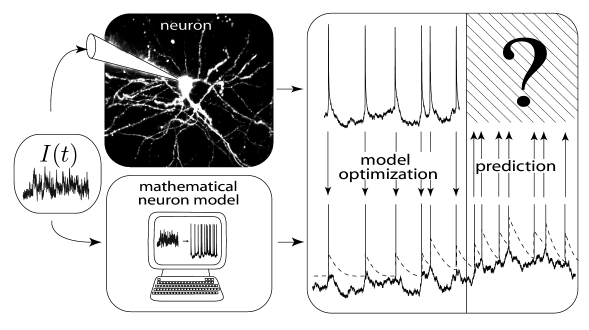 neuron
I(t)
mathematical
neuron model
model
optimization
prediction
?